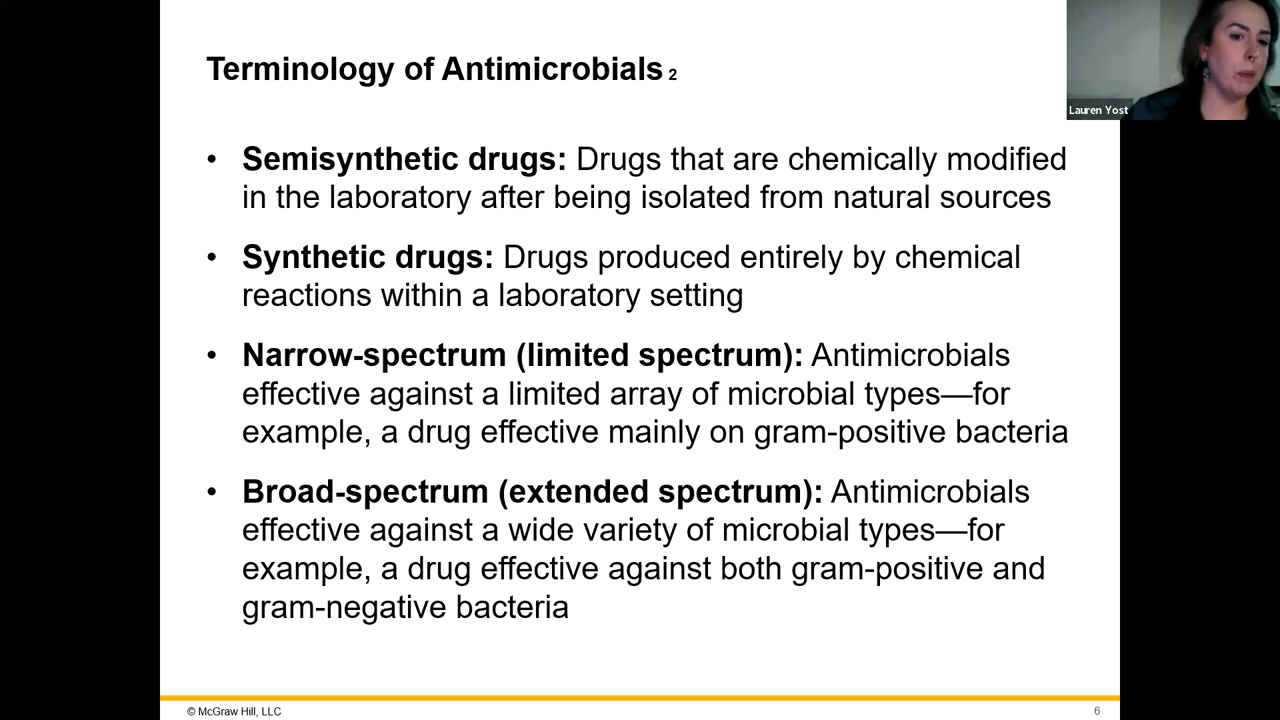 Terminology of Antimicrobials 2
Lauren Yost
• Semisynthetic drugs: Drugs that are chemically modified
in the laboratory after being isolated from natural sources
• Synthetic drugs: Drugs produced entirely by chemical
reactions within a laboratory setting
• Narrow-spectrum (limited spectrum): Antimicrobials
effective against a limited array of microbial types—for
example, a drug effective mainly on gram-positive bacteria
• Broad-spectrum (extended spectrum): Antimicrobials
effective against a wide variety of microbial types—for
example, a drug effective against both gram-positive and
gram-negative bacteria
© McGraw Hill, LLC
6